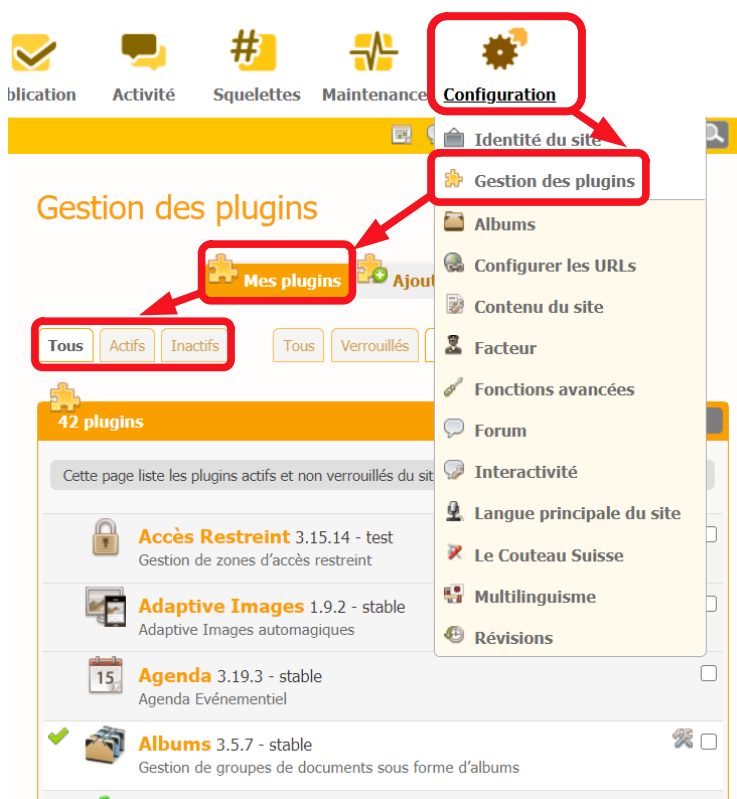 Activité
Squelettes
Maintenance
Configuration
Identité du site
Gestion des plugins
Albums
Configurer les URLs
Contenu du site
Facteur
Fonctions avancées
Forum
Interactivité
Langue principale du site
Le Couteau Suisse
Multilinguisme
Révisions
Gestion des plugins
Mes plugins
Tous Actifs Inactifs
Tous Verrouillés
42 plugins
Cette page liste les plugins actifs et non verrouillés du
Accès Restreint 3.15.14 - test
Gestion de zones d'accès restreint
Adaptive Images 1.9.2 - stable
Adaptive Images automagiques
15
Agenda 3.19.3 - stable
Agenda Evénementiel
Albums 3.5.7 - stable
Gestion de groupes de documents sous forme d'albums